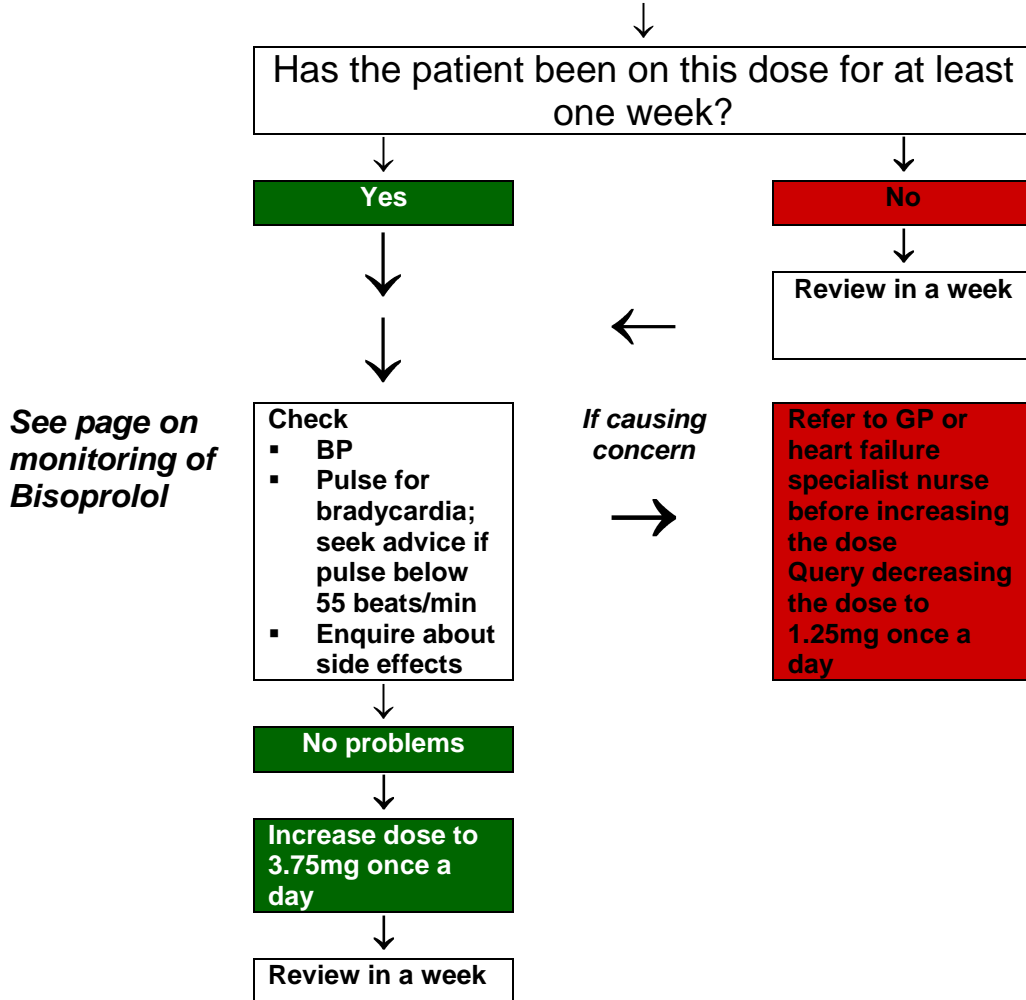 Has the patient been on this dose for at least
one week?
Yes
No
Review in a week
See page on
monitoring of
Bisoprolol
Check
▪ BP
▪ Pulse for
bradycardia;
seek advice if
pulse below
55 beats/min
▪ Enquire about
side effects
If causing
concern
Refer to GP or
heart failure
specialist nurse
before increasing
the dose
Query decreasing
the dose to
1.25mg once a
day
No problems
Increase dose to
3.75mg once a
day
Review in a week